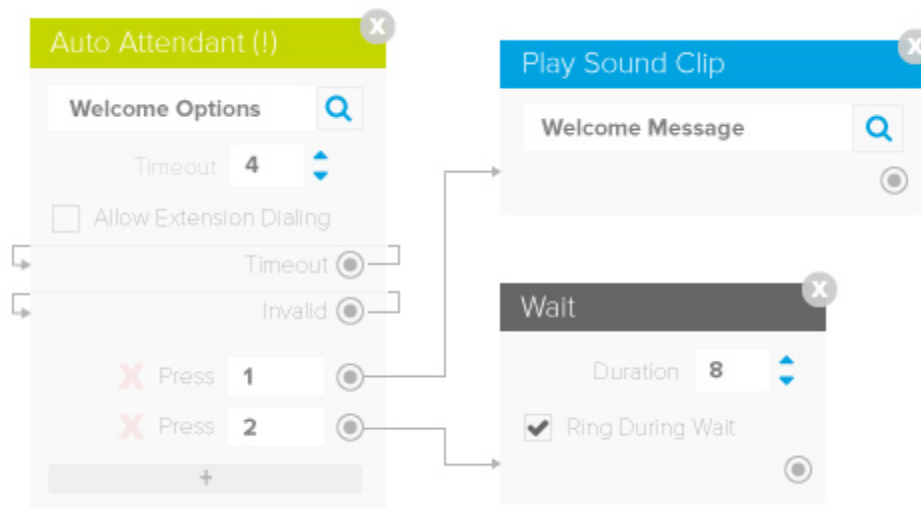 Auto Attendant (!)
X
Welcome Options
Timeout 4
Allow Extension Dialing
Timeout
Invalid
X Press 1
X Press 2
+
Play Sound Clip
X
Welcome Message
Wait
X
Duration 8
Ring During Wait